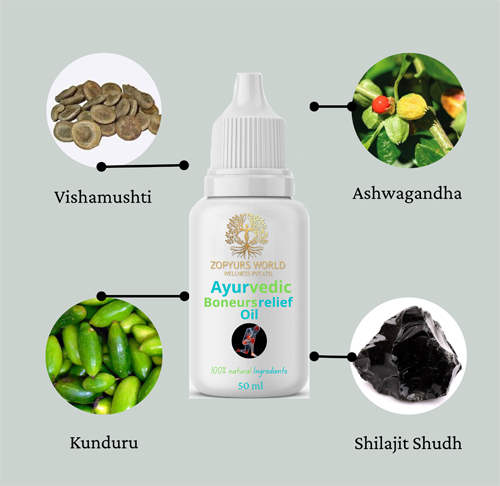 Vishamushti
Ashwagandha
ZOPYURS WORLD
WELLNESS PVT.LTD.
Ayurvedic
Boneursrelief
Oil
100% natural Ingredients
50 ml
Kunduru
Shilajit Shudh